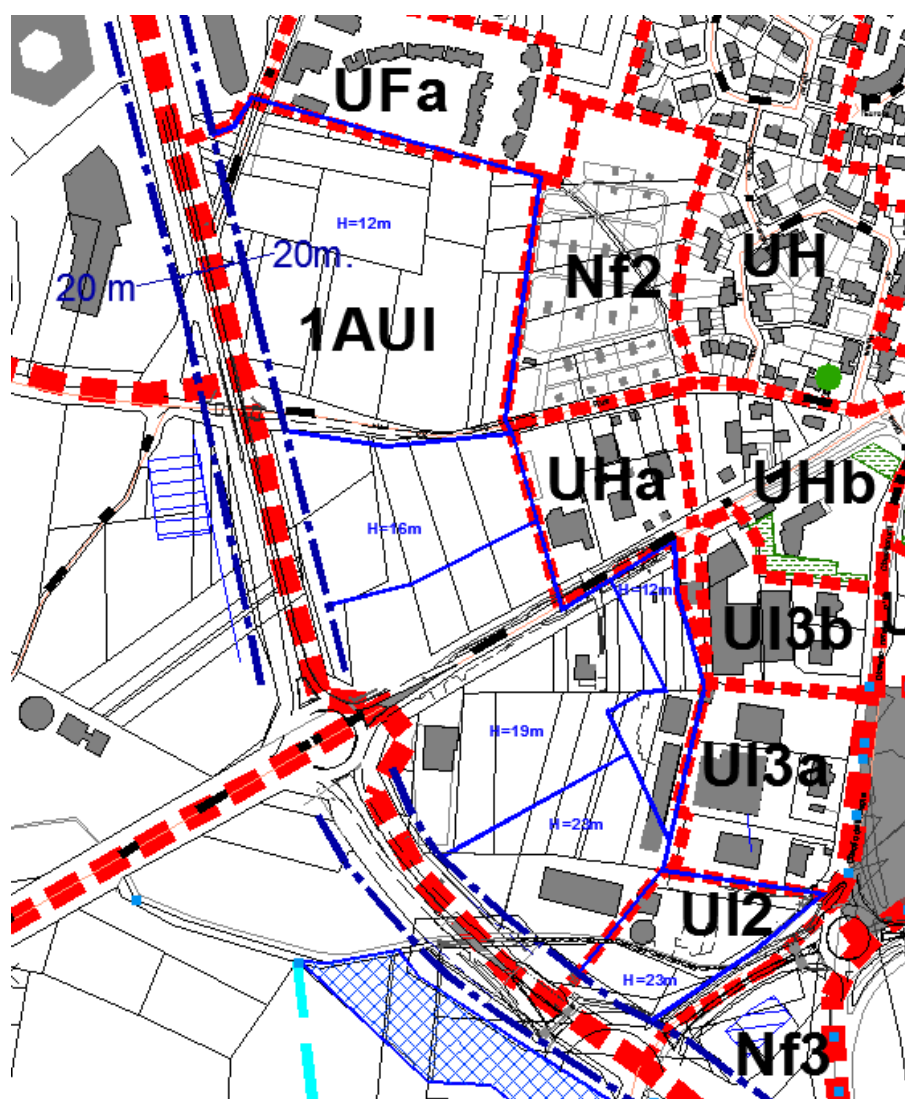 UFa
H=12m
20m.
20 m
Nf2
UH
1AUI
UHa
UHb
H=16m
H=12m
UI3b
H=19m
UI3a
H=23m
UI2
H=23m
Nf3